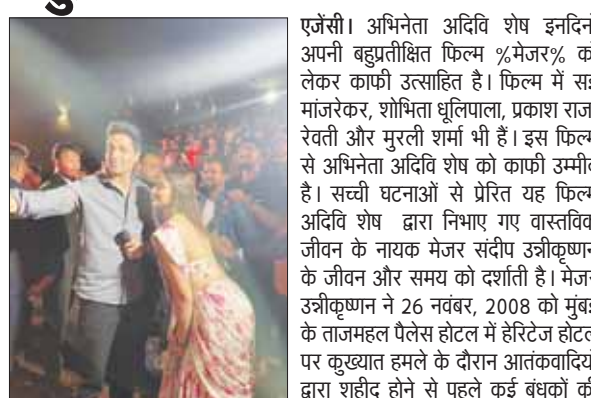 एजेंसी। अभिनेता अदिवि शेष इनदिन
अपनी बहुप्रतीक्षित फिल्म %मेजर% क
लेकर काफी उत्साहित है। फिल्म में सइ
मांजरेकर, शोभिता धूलिपाला, प्रकाश राज
रेवती और मुरली शर्मा भी हैं। इस फिल्म
से अभिनेता अदिवि शेष को काफी उम्मीद
है। सच्ची घटनाओं से प्रेरित यह फिल्म
अदिवि शेष द्वारा निभाए गए वास्तविक
जीवन के नायक मेजर संदीप उन्नीकृष्णन
के जीवन और समय को दर्शाती है। मेजर
उन्नीकृष्णन ने 26 नवंबर, 2008 को मुंबइ
के ताजमहल पैलेस होटल में हेरिटेज होटल
पर कुख्यात हमले के दौरान आतंकवादिय
द्वारा शहीद होने से पहले कई बंधकों की